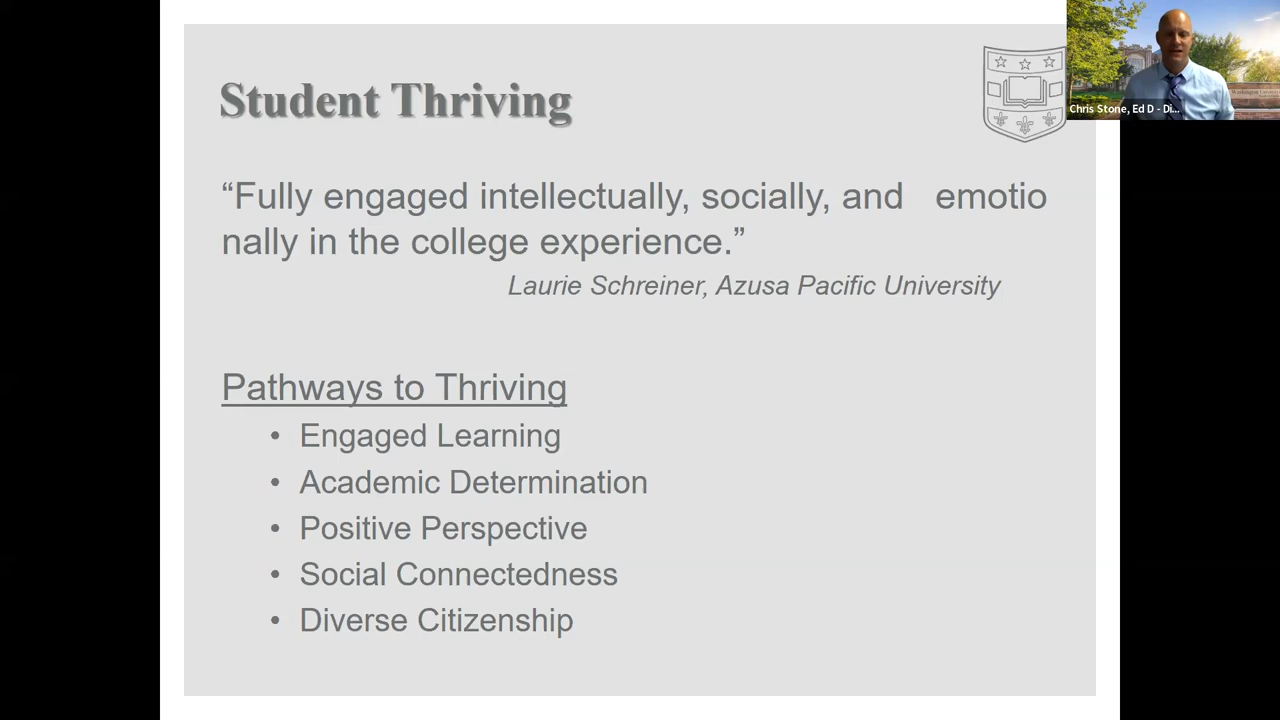 Student Thriving
“Fully engaged intellectually, socially, and emotio
nally in the college experience.”
Laurie Schreiner, Azusa Pacific University
Pathways to Thriving
• Engaged Learning
• Academic Determination
• Positive Perspective
• Social Connectedness
• Diverse Citizenship
Chris Stone, Ed D - Di...